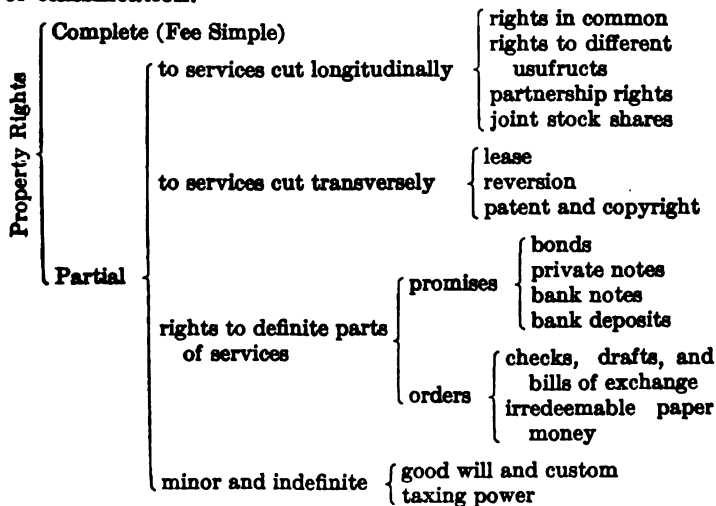 or classification.
Property Rights
Complete (Fee Simple)
Partial
to services cut longitudinally
rights in common
rights to different
usufructs
partnership rights
joint stock shares
to services cut transversely
lease
reversion
patent and copyright
rights to definite parts
of services
promises
bonds
private notes
bank notes
bank deposits
orders
checks, drafts, and
bills of exchange
irredeemable paper
money
minor and indefinite
good will and custom
taxing power